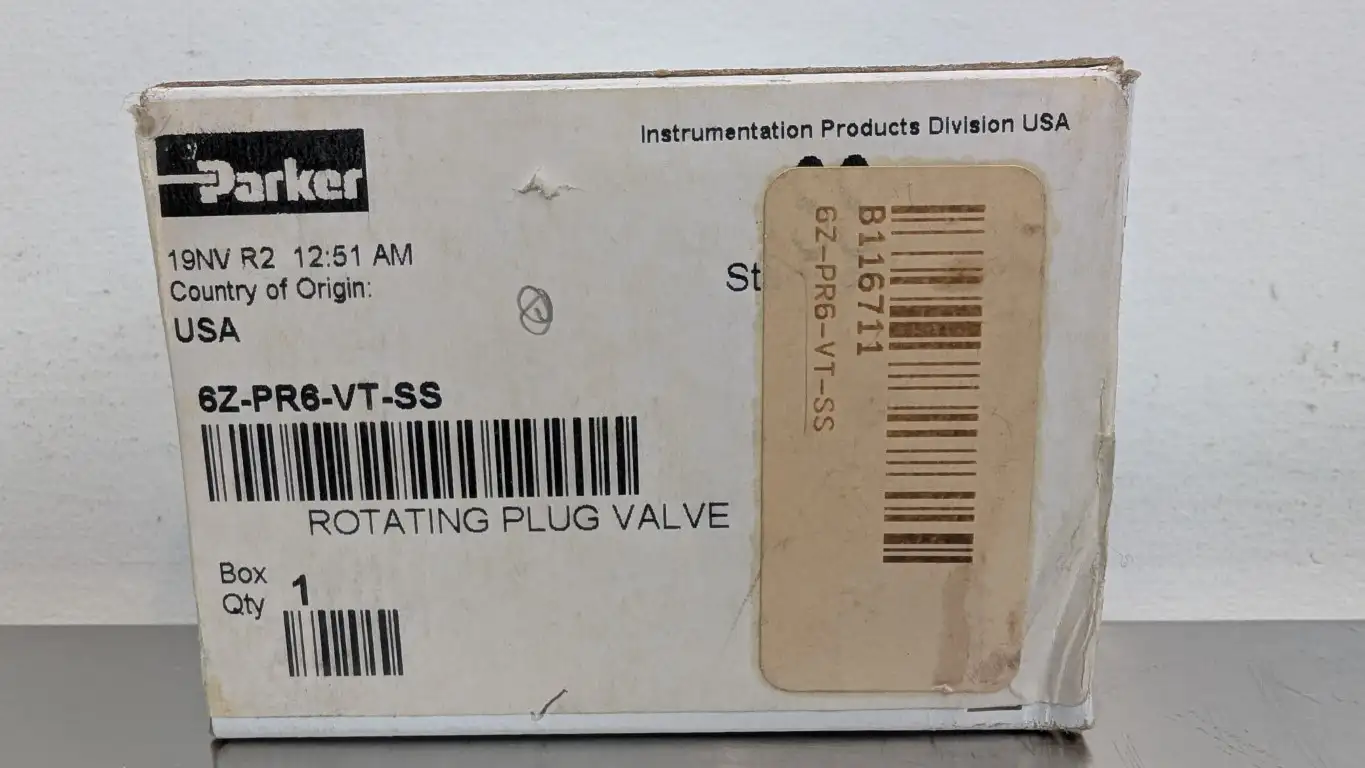 Parker
Instrumentation Products Division USA
19NV R2 12:51 AM
Country of Origin:
USA
6Z-PR6-VT-SS
ROTATING PLUG VALVE
Box
Qty
1
B116711
6Z-PR6-VT-SS